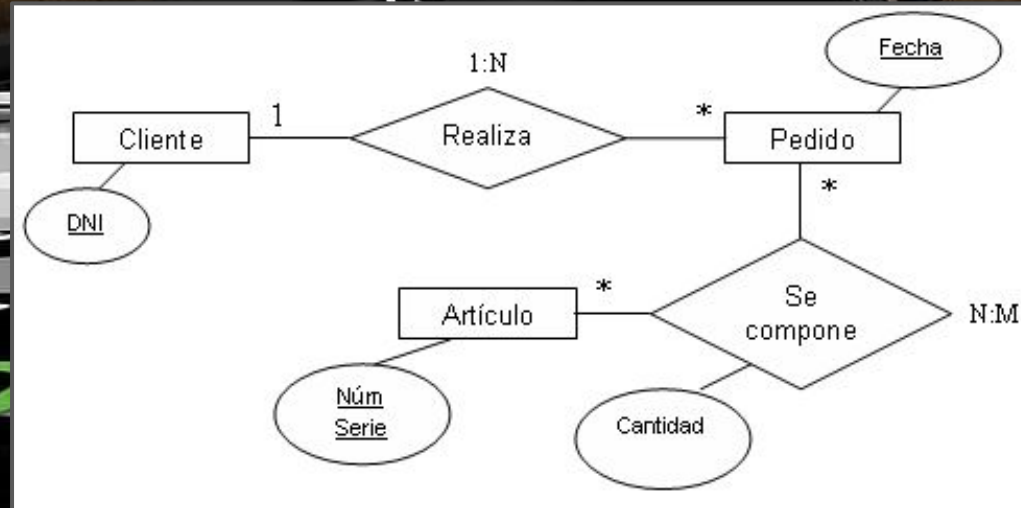 Fecha
1:N
Cliente
1
Realiza
*
Pedido
*
DNI
Artículo
*
Se
compone
N:M
Núm
Serie
Cantidad